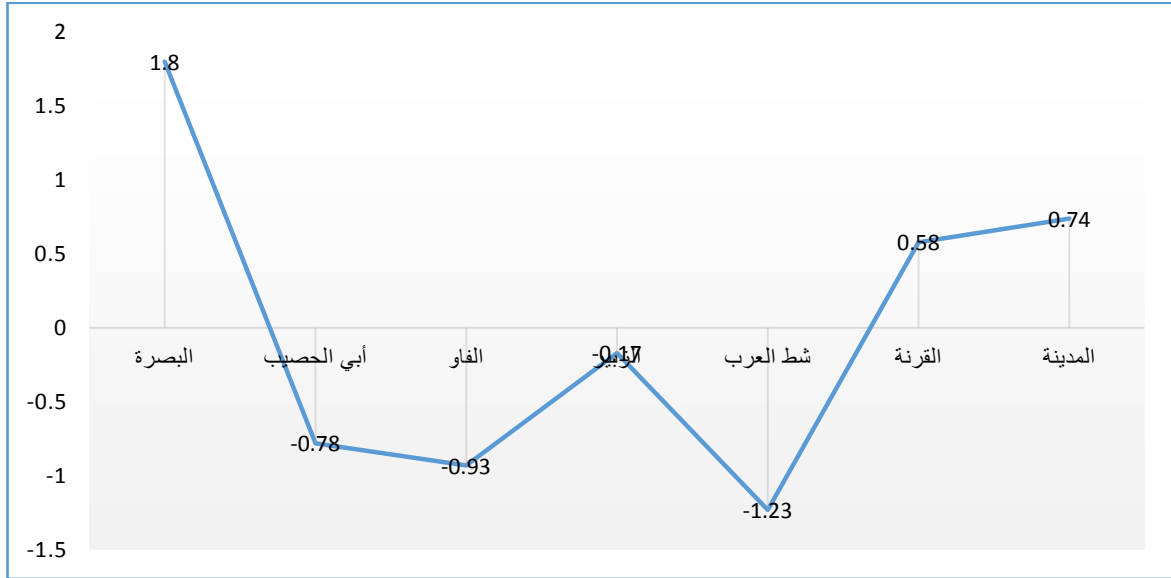 2
1.5
1
0.5
0
-0.5
-1
-1.5
1.8
-0.78
-0.93
-0.17
-1.23
0.58
0.74
البصرة
أبي الحصيب
الفاو
الزبير
شط العرب
القرنة
المدينة